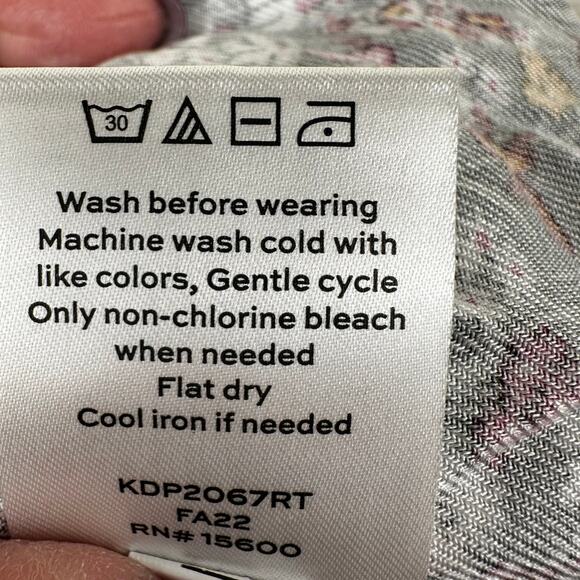 30
Wash before wearing
Machine wash cold with
like colors, Gentle cycle
Only non-chlorine bleach
when needed
Flat dry
Cool iron if needed
KDP2067RT
FA22
RN# 15600